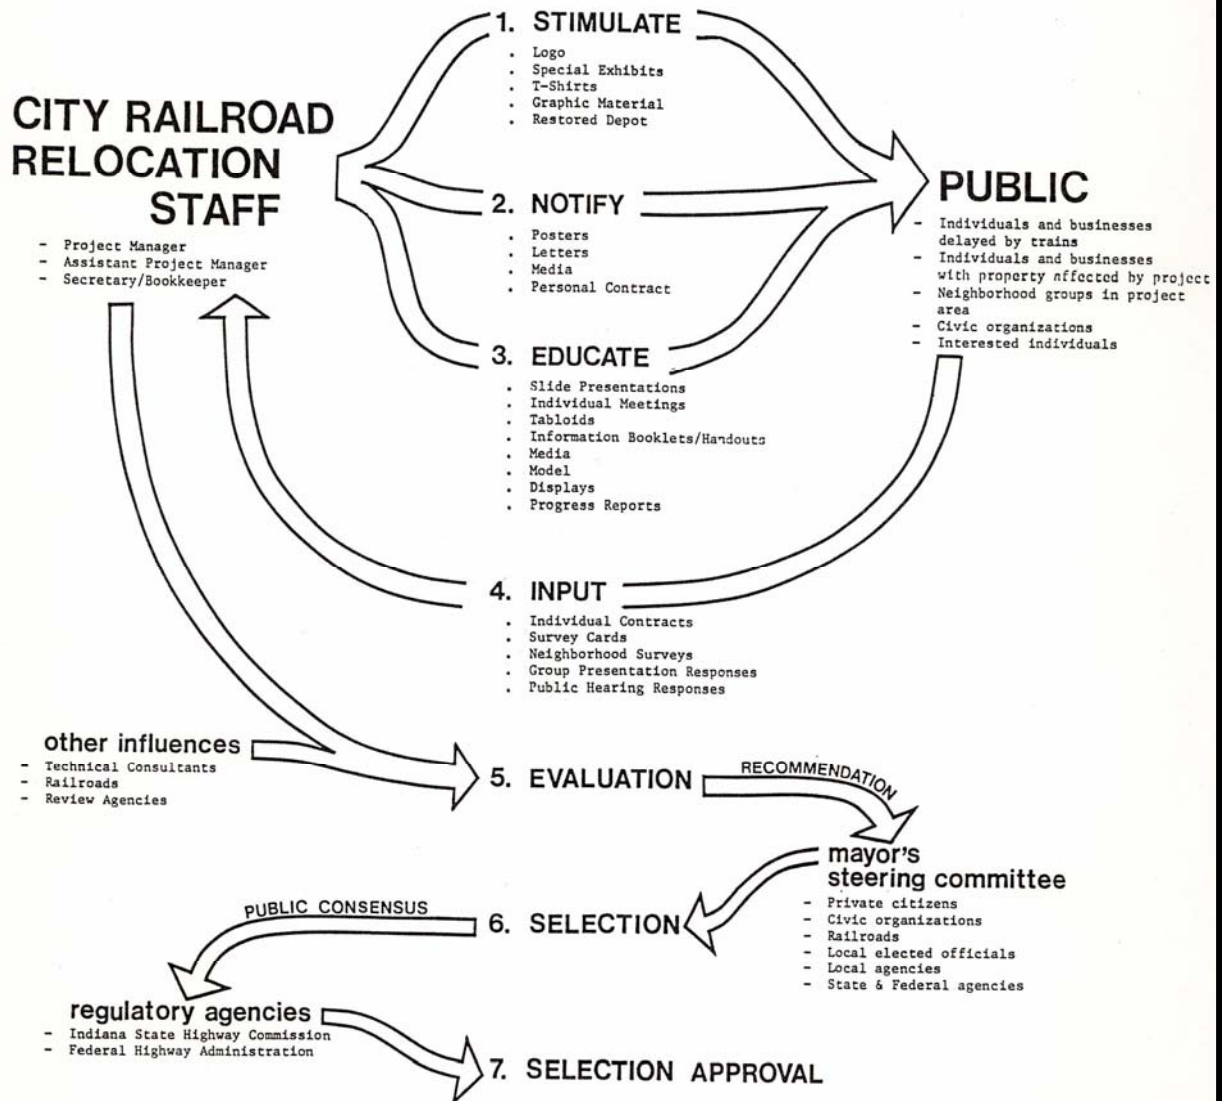 CITY RAILROAD
RELOCATION
STAFF
- Project Manager
- Assistant Project Manager
- Secretary/Bookkeeper
1. STIMULATE
. Logo
. Special Exhibits
. T-Shirts
. Graphic Material
. Restored Depot
2. NOTIFY
. Posters
. Letters
. Media
. Personal Contract
3. EDUCATE
. Slide Presentations
. Individual Meetings
. Tabloids
. Information Booklets/Handouts
. Media
. Model
. Displays
. Progress Reports
PUBLIC
- Individuals and businesses
delayed by trains
- Individuals and businesses
with property affected by project
- Neighborhood groups in project
area
- Civic organizations
- Interested individuals
4. INPUT
. Individual Contracts
. Survey Cards
. Neighborhood Surveys
. Group Presentation Responses
. Public Hearing Responses
other influences
- Technical Consultants
- Railroads
- Review Agencies
5. EVALUATION
RECOMMENDATION
mayor's
steering committee
- Private citizens
- Civic organizations
- Railroads
- Local elected officials
- Local agencies
- State & Federal agencies
6. SELECTION
PUBLIC CONSENSUS
regulatory agencies
- Indiana State Highway Commission
- Federal Highway Administration
7. SELECTION APPROVAL